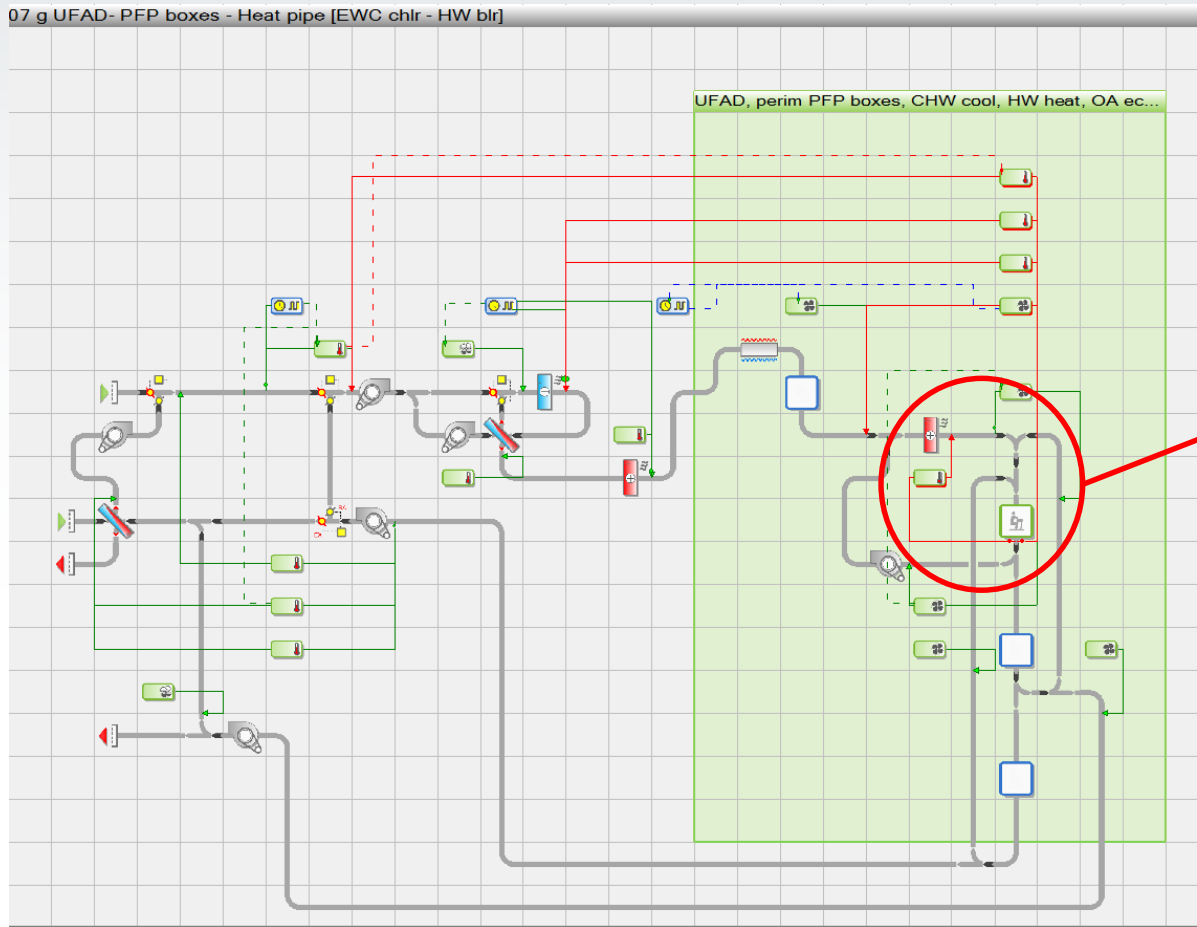 07 g UFAD- PFP boxes - Heat pipe [EWC chlr - HW blr]
UFAD, perim PFP boxes, CHW cool, HW heat, OA ec...